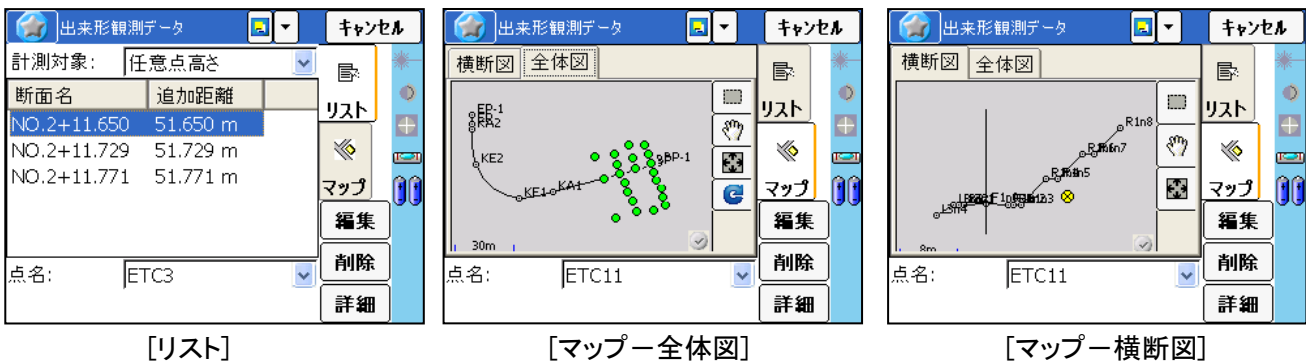 出来形観測データ
キャンセル
計測対象: 任意点高さ
断面名 追加距離
NO.2+11.650 51.650 m
NO.2+11.729 51.729 m
NO.2+11.771 51.771 m
リスト
マップ
編集
削除
詳細
点名: ETC3
[リスト]
出来形観測データ
キャンセル
横断図 全体図
EP-1
KA2
KE2
KE1
KA1
BP-1
30m
リスト
マップ
編集
削除
詳細
点名: ETC11
[マップー全体図]
出来形観測データ
キャンセル
横断図 全体図
R1n8
L3n4
8m
リスト
マップ
編集
削除
詳細
点名: ETC11
[マップー横断図]